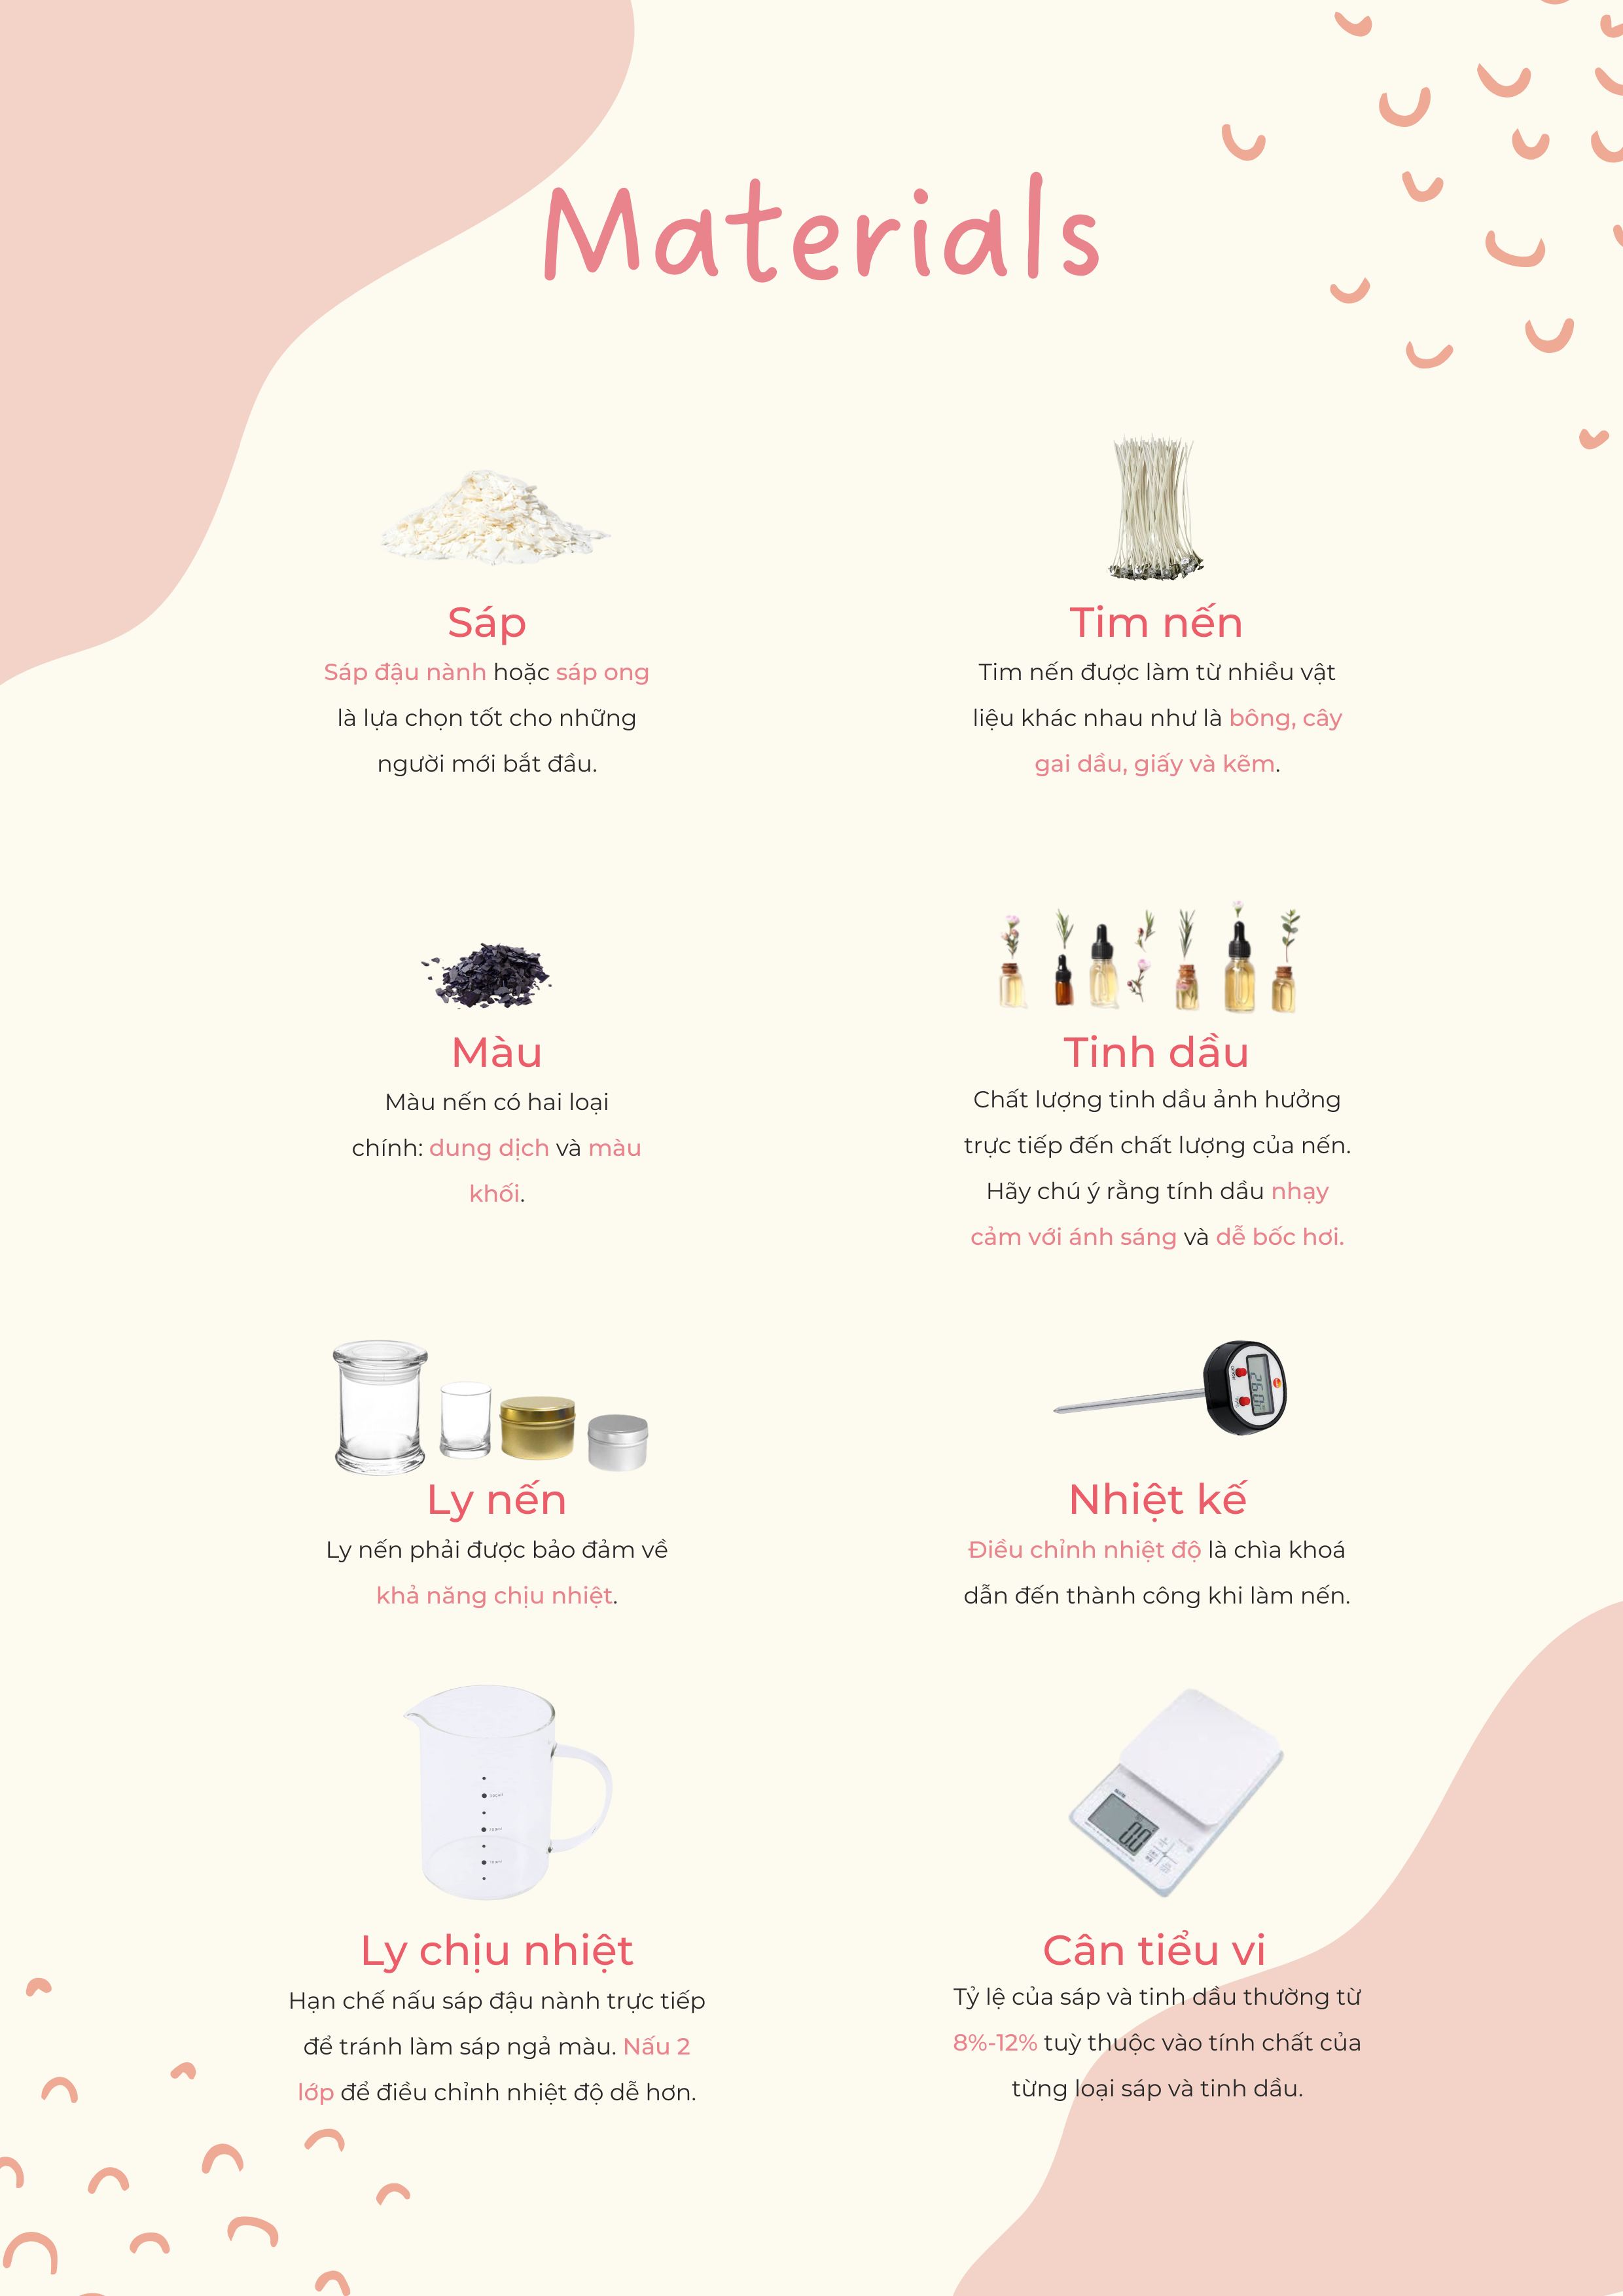 Materials
Sáp
Sáp đậu nành hoặc sáp ong
là lựa chọn tốt cho những
người mới bắt đầu.
Tim nến
Tim nến được làm từ nhiều vật
liệu khác nhau như là bông, cây
gai dầu, giấy và kẽm.
Màu
Màu nến có hai loại
chính: dung dịch và màu
khối.
Tinh dầu
Chất lượng tinh dầu ảnh hưởng
trực tiếp đến chất lượng của nến.
Hãy chú ý rằng tính dầu nhạy
cảm với ánh sáng và dễ bốc hơi.
Ly nến
Ly nến phải được bảo đảm về
khả năng chịu nhiệt.
Nhiệt kế
Điều chỉnh nhiệt độ là chìa khoá
dẫn đến thành công khi làm nến.
Ly chịu nhiệt
Hạn chế nấu sáp đậu nành trực tiếp
để tránh làm sáp ngả màu. Nấu 2
lớp để điều chỉnh nhiệt độ dễ hơn.
0.0
Cân tiểu vi
Tỷ lệ của sáp và tinh dầu thường từ
8%-12% tuỳ thuộc vào tính chất của
từng loại sáp và tinh dầu.